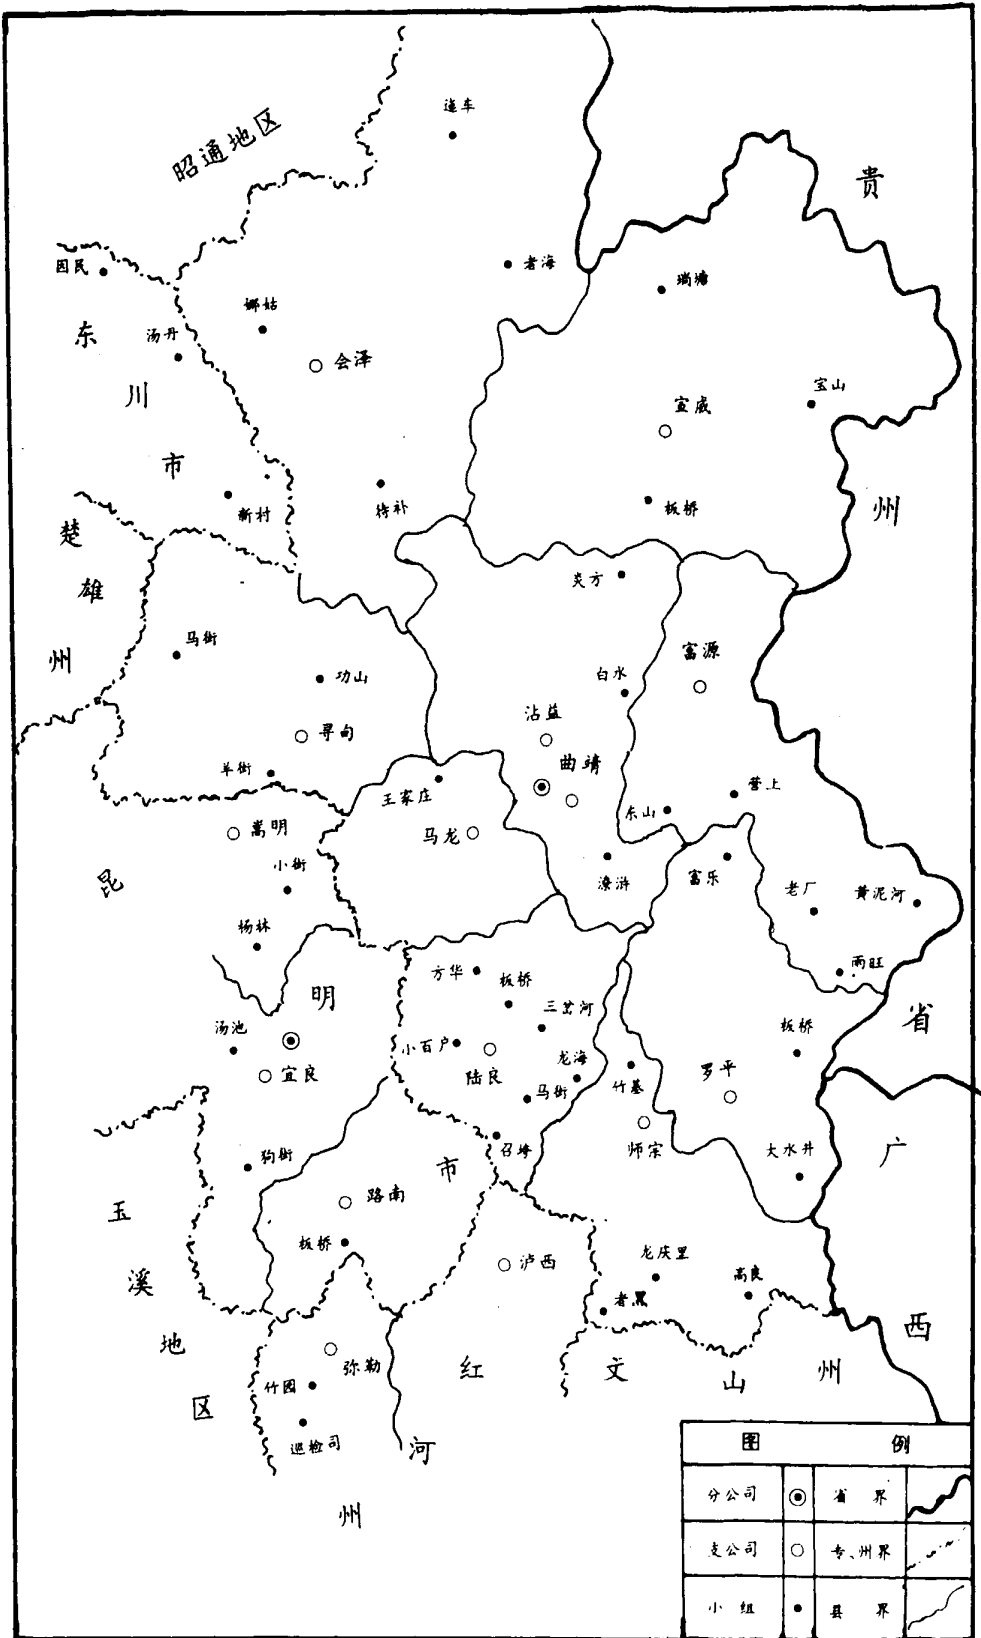 迤车
昭通地区
贵
老海
因民
瑞塘
娜姑
东
汤丹
会泽
宝山
川
宣威
市
新村
待补
板桥
州
楚
炎方
雄
马街
富源
州
功山
白水
沾益
寻甸
曲靖
羊街
营上
王家庄
东山
嵩明
马龙
小街
潦浒
富乐
昆
老厂
黄泥河
杨林
雨旺
方华
板桥
明
三岔河
省
汤池
板桥
小百户
龙海
宜良
陆良
罗平
马街
竹基
狗街
召垮
师宗
大水井
广
市
路南
玉
板桥
泸西
龙庆里
高良
溪
老黑
西
地
弥勒
红
文
山
州
竹园
区
巡检司
河
州
图 例
分公司 省界
支公司 专、州界
小组 县界